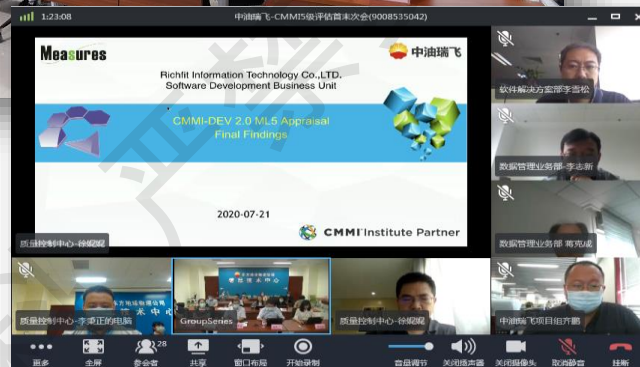 1:23:08
中油瑞飞-CMMI5级评估首末次会(9008535042)
Measures
中油瑞飞
Richfit Information Technology Co.,LTD.
Software Development Business Unit
CMMI-DEV 2.0 ML5 Appraisal
Final Findings
2020-07-21
CMMI Institute Partner
质量控制中心-徐妮妮
软件解决方案部李雪松
数据管理业务部-李志新
数据管理业务部 蒋克成
质量控制中心-李秉正的电脑
GroupSeries
质量控制中心-徐妮妮
中油瑞飞项目组齐鹏
28
更多
全屏
参会者
共享
窗口布局
开始录制
音量调节
关闭扬声器
关闭摄像头
取消静音
挂断